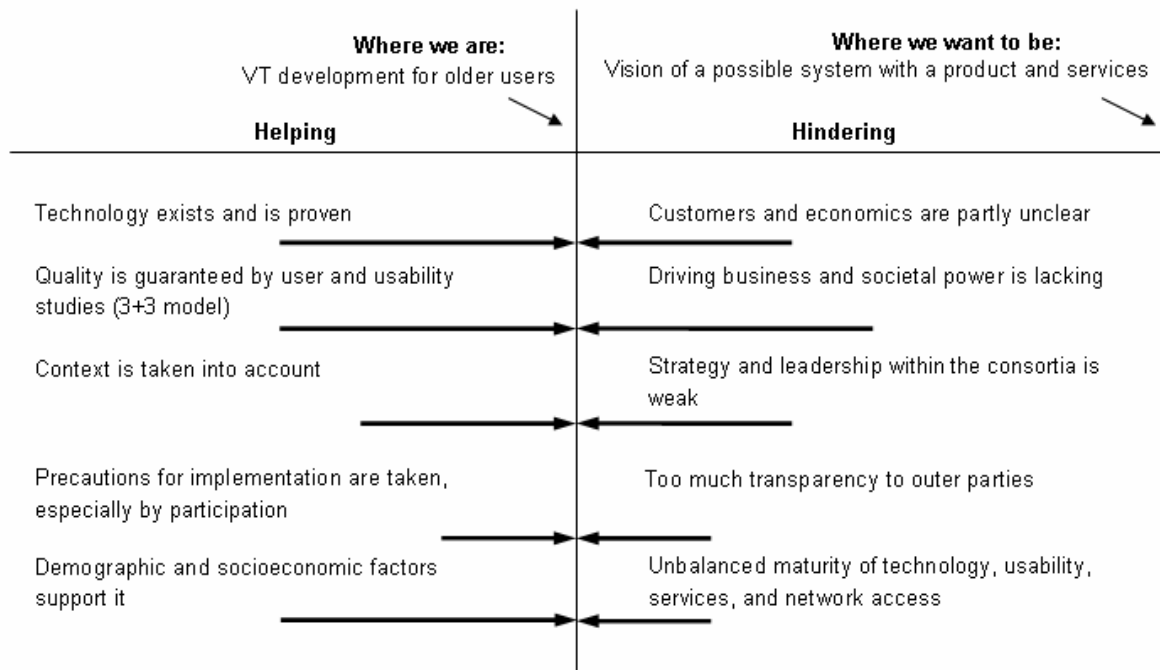 Where we are:
VT development for older users
Where we want to be:
Vision of a possible system with a product and services
Helping
Hindering
Technology exists and is proven
Customers and economics are partly unclear
Quality is guaranteed by user and usability
studies (3+3 model)
Driving business and societal power is lacking
Context is taken into account
Strategy and leadership within the consortia is
weak
Precautions for implementation are taken,
especially by participation
Too much transparency to outer parties
Demographic and socioeconomic factors
support it
Unbalanced maturity of technology, usability,
services, and network access